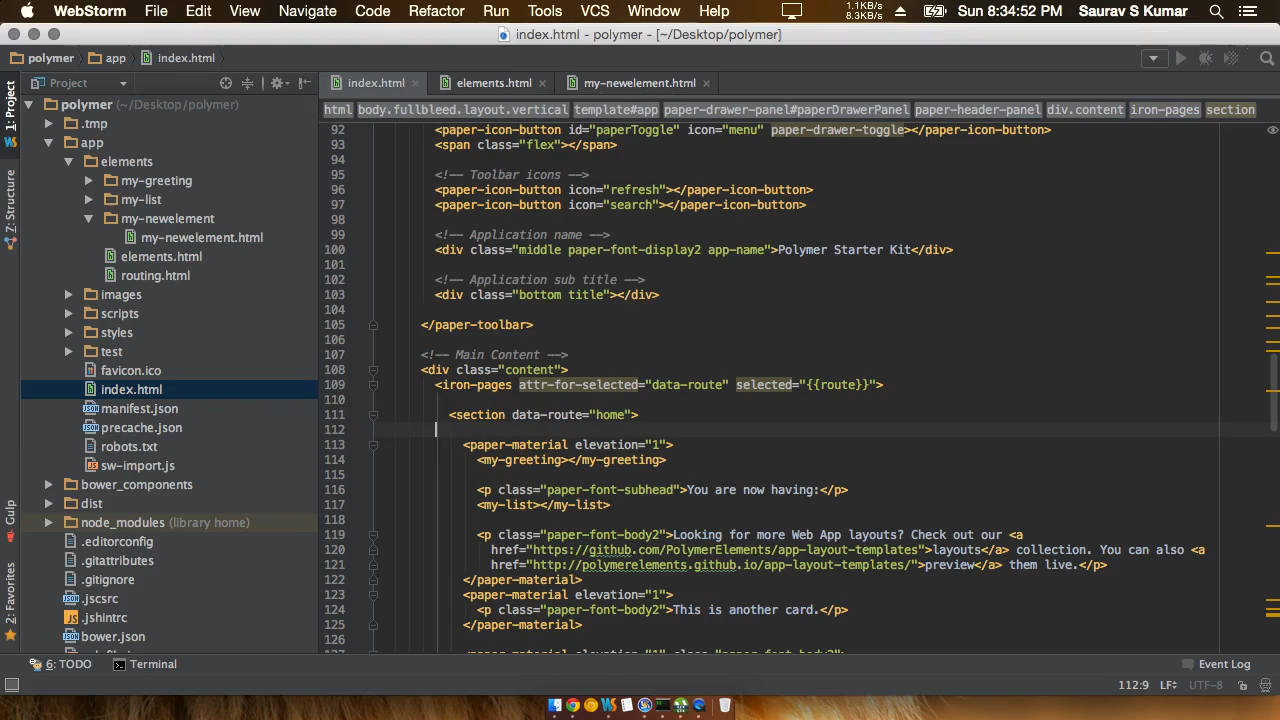 WebStorm File Edit View Navigate Code Refactor Run Tools VCS Window Help 1.1KB/s 8.3KB/s Sun 8:34:52 PM Saurav S Kumar
index.html - polymer - [~/Desktop/polymer]
polymer app index.html
1: Project
Z: Structure
Gulp
2: Favorites
Project
polymer (~/Desktop/polymer)
.tmp
app
elements
my-greeting
my-list
my-newelement
my-newelement.html
elements.html
routing.html
images
scripts
styles
test
favicon.ico
index.html
manifest.json
precache.json
robots.txt
sw-import.js
bower_components
dist
node_modules (library home)
.editorconfig
.gitattributes
.gitignore
.jscsrc
.jshintrc
bower.json
index.html elements.html my-newelement.html
html body.fullbleed.layout.vertical template#app paper-drawer-panel#paperDrawerPanel paper-header-panel div.content iron-pages section
92 <paper-icon-button id="paperToggle" icon="menu" paper-drawer-toggle></paper-icon-button>
93 <span class="flex"></span>
94
95 <!-- Toolbar icons -->
96 <paper-icon-button icon="refresh"></paper-icon-button>
97 <paper-icon-button icon="search"></paper-icon-button>
98
99 <!-- Application name -->
100 <div class="middle paper-font-display2 app-name">Polymer Starter Kit</div>
101
102 <!-- Application sub title -->
103 <div class="bottom title"></div>
104
105 </paper-toolbar>
106
107 <!-- Main Content -->
108 <div class="content">
109 <iron-pages attr-for-selected="data-route" selected="{{route}}">
110
111 <section data-route="home">
112
113 <paper-material elevation="1">
114 <my-greeting></my-greeting>
115
116 <p class="paper-font-subhead">You are now having:</p>
117 <my-list></my-list>
118
119 <p class="paper-font-body2">Looking for more Web App layouts? Check out our <a
120 href="https://github.com/PolymerElements/app-layout-templates">layouts</a> collection. You can also <a
121 href="http://polymerelements.github.io/app-layout-templates/">preview</a> them live.</p>
122 </paper-material>
123 <paper-material elevation="1">
124 <p class="paper-font-body2">This is another card.</p>
125 </paper-material>
126
6: TODO Terminal Event Log
112:9 LF UTF-8